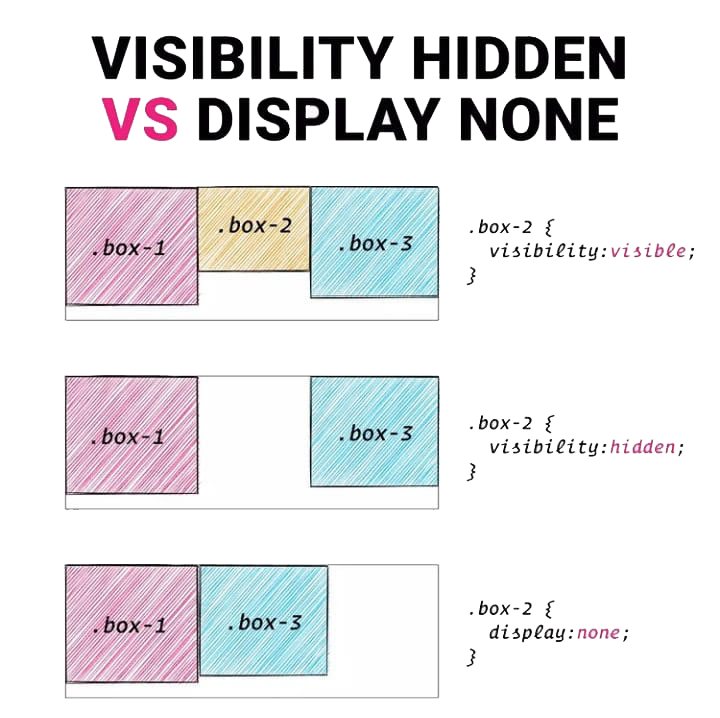 VISIBILITY HIDDEN
VS DISPLAY NONE
.box-1
.box-2
.box-3
.box-2 {
visibility:visible;
}
.box-1
.box-3
.box-2 {
visibility:hidden;
}
.box-1
.box-3
.box-2 {
display:none;
}